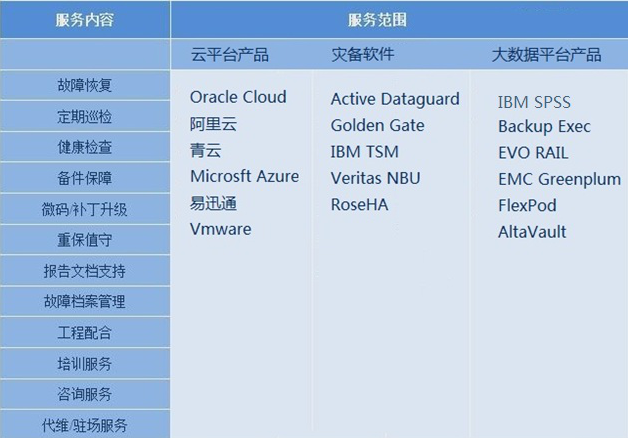 服务内容
服务范围
云平台产品
灾备软件
大数据平台产品
故障恢复
定期巡检
健康检查
备件保障
微码/补丁升级
重保值守
报告文档支持
故障档案管理
工程配合
培训服务
咨询服务
代维/驻场服务
Oracle Cloud
阿里云
青云
Microsft Azure
易迅通
Vmware
Active Dataguard
Golden Gate
IBM TSM
Veritas NBU
RoseHA
IBM SPSS
Backup Exec
EVO RAIL
EMC Greenplum
FlexPod
AltaVault